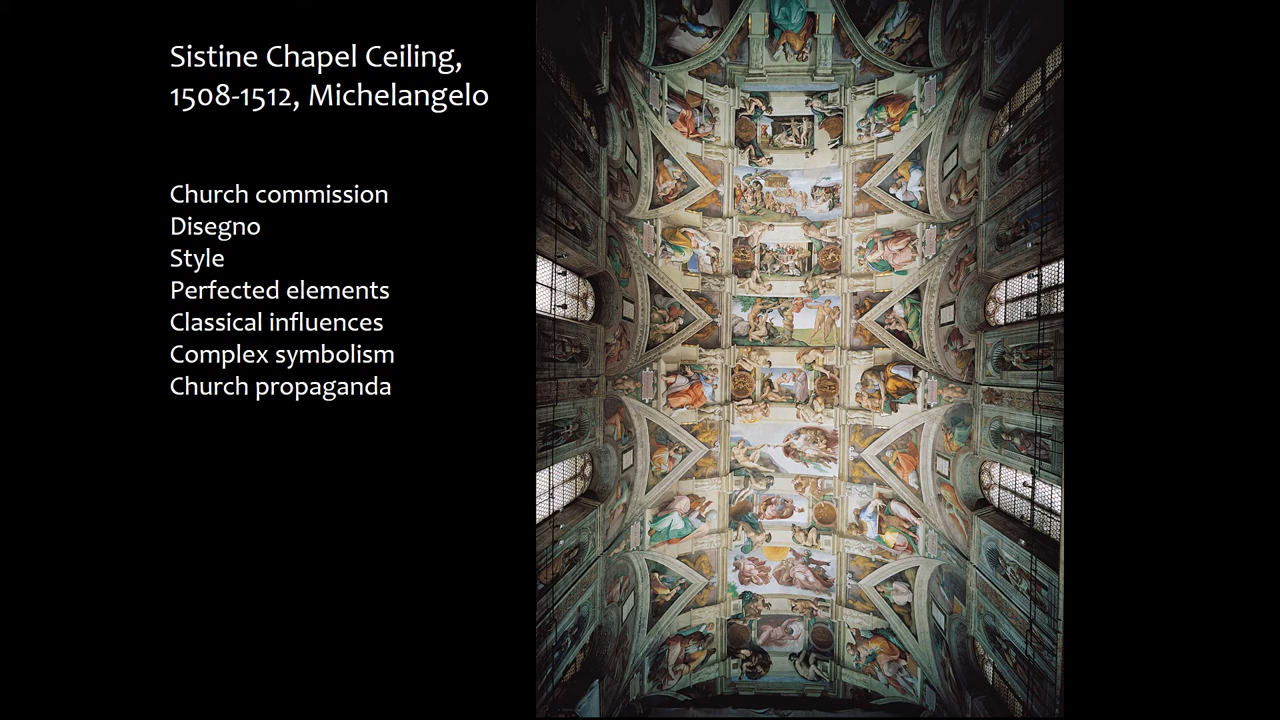 Sistine Chapel Ceiling,
1508-1512, Michelangelo
Church commission
Disegno
Style
Perfected elements
Classical influences
Complex symbolism
Church propaganda